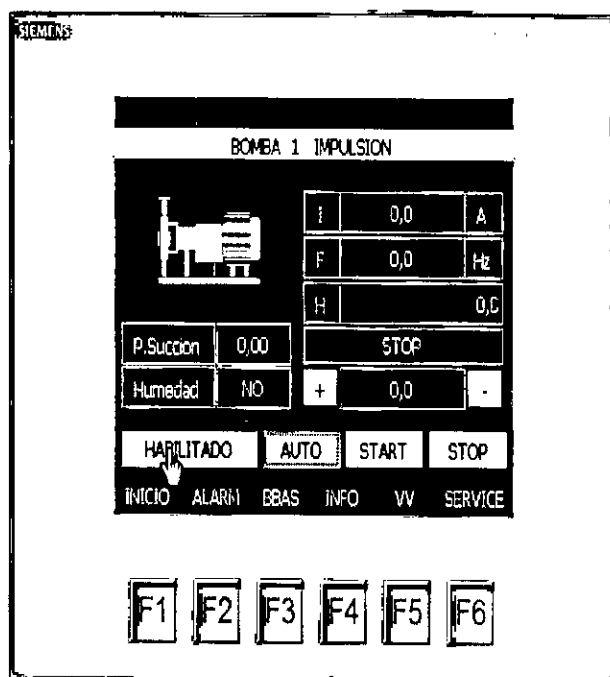 SIEMENS
BOMBA 1 IMPULSION
I 0,0 A
F 0,0 Hz
H 0,0
P.Succion 0,00 STOP
Humedad NO + 0,0 -
HABILITADO AUTO START STOP
INICIO ALARM BBAS INFO VV SERVICE
F1 F2 F3 F4 F5 F6